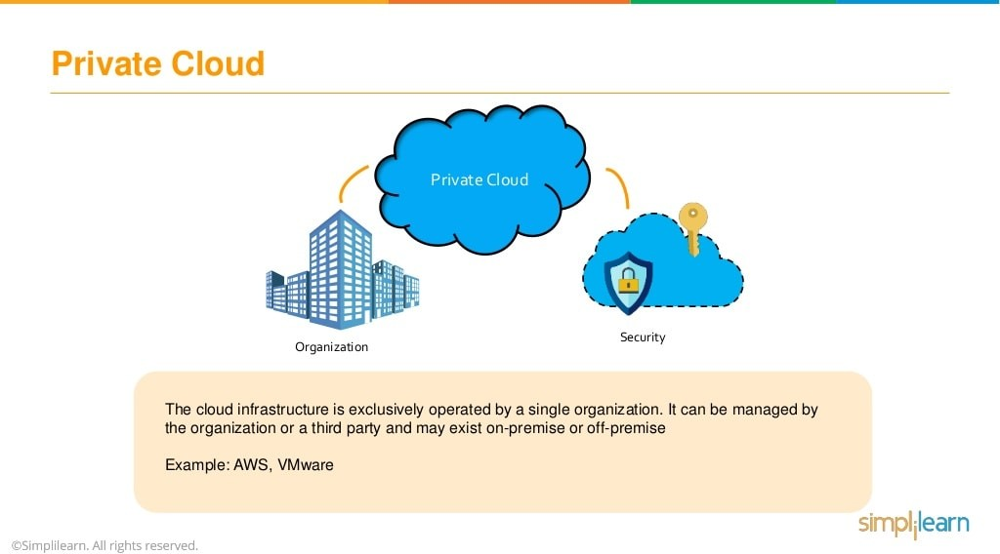 Private Cloud
Private Cloud
Organization
Security
The cloud infrastructure is exclusively operated by a single organization. It can be managed by
the organization or a third party and may exist on-premise or off-premise
Example: AWS, VMware
simplilearn
©Simplilearn. All rights reserved.